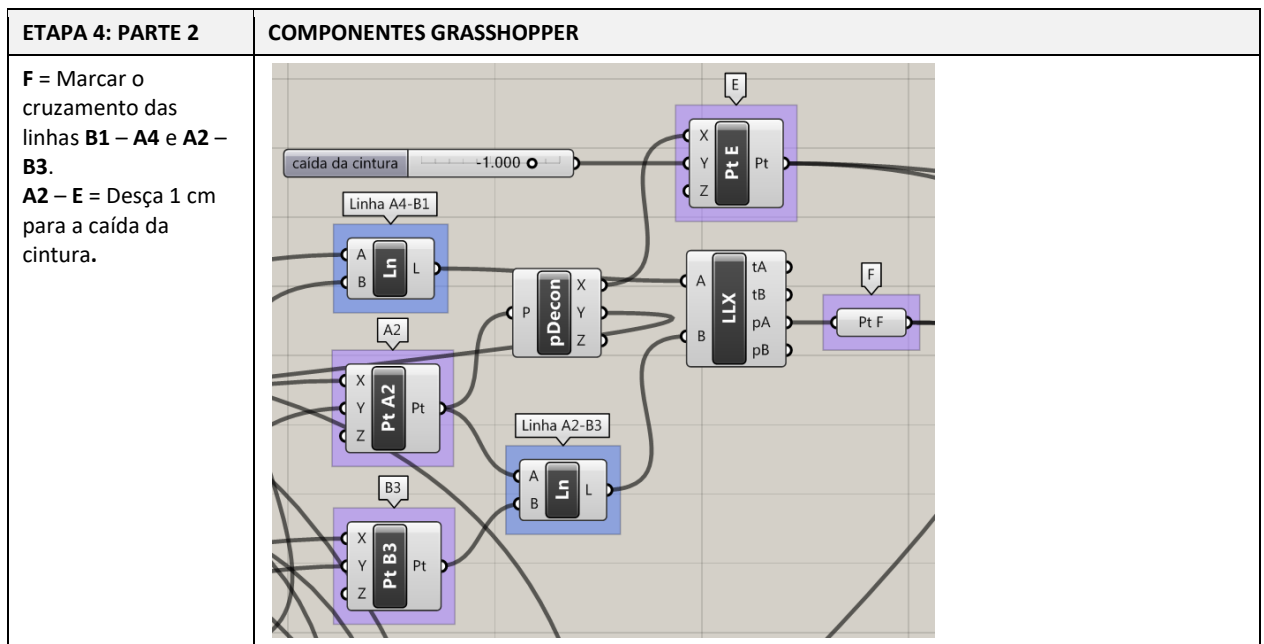 ETAPA 4: PARTE 2
COMPONENTES GRASSHOPPER
F = Marcar o
cruzamento das
linhas B1 – A4 e A2 –
B3.
A2 – E = Desça 1 cm
para a caída da
cintura.
E
X
Y
Z
Pt E
Pt
caída da cintura
-1.000
Linha A4-B1
A
B
Ln
L
P
pDecon
X
Y
Z
A
B
LLX
tA
tB
pA
pB
F
Pt F
A2
X
Y
Z
Pt A2
Pt
Linha A2-B3
A
B
Ln
L
B3
X
Y
Z
Pt B3
Pt